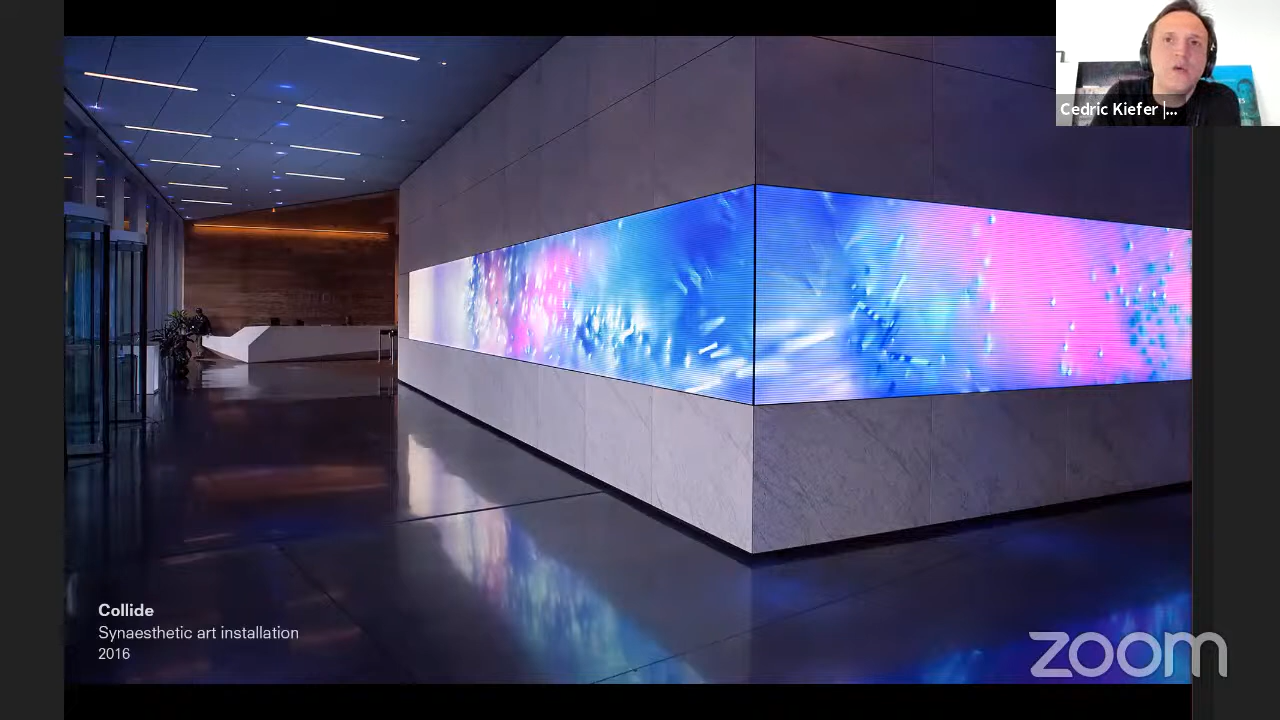 Cedric Kiefer |...
Collide
Synaesthetic art installation
2016
zoom